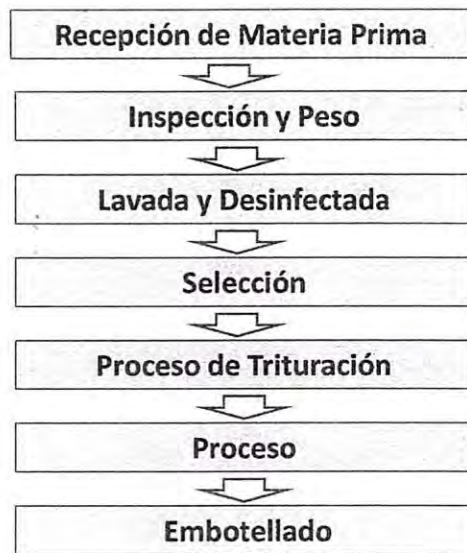 Recepción de Materia Prima
Inspección y Peso
Lavada y Desinfectada
Selección
Proceso de Trituración
Proceso
Embotellado